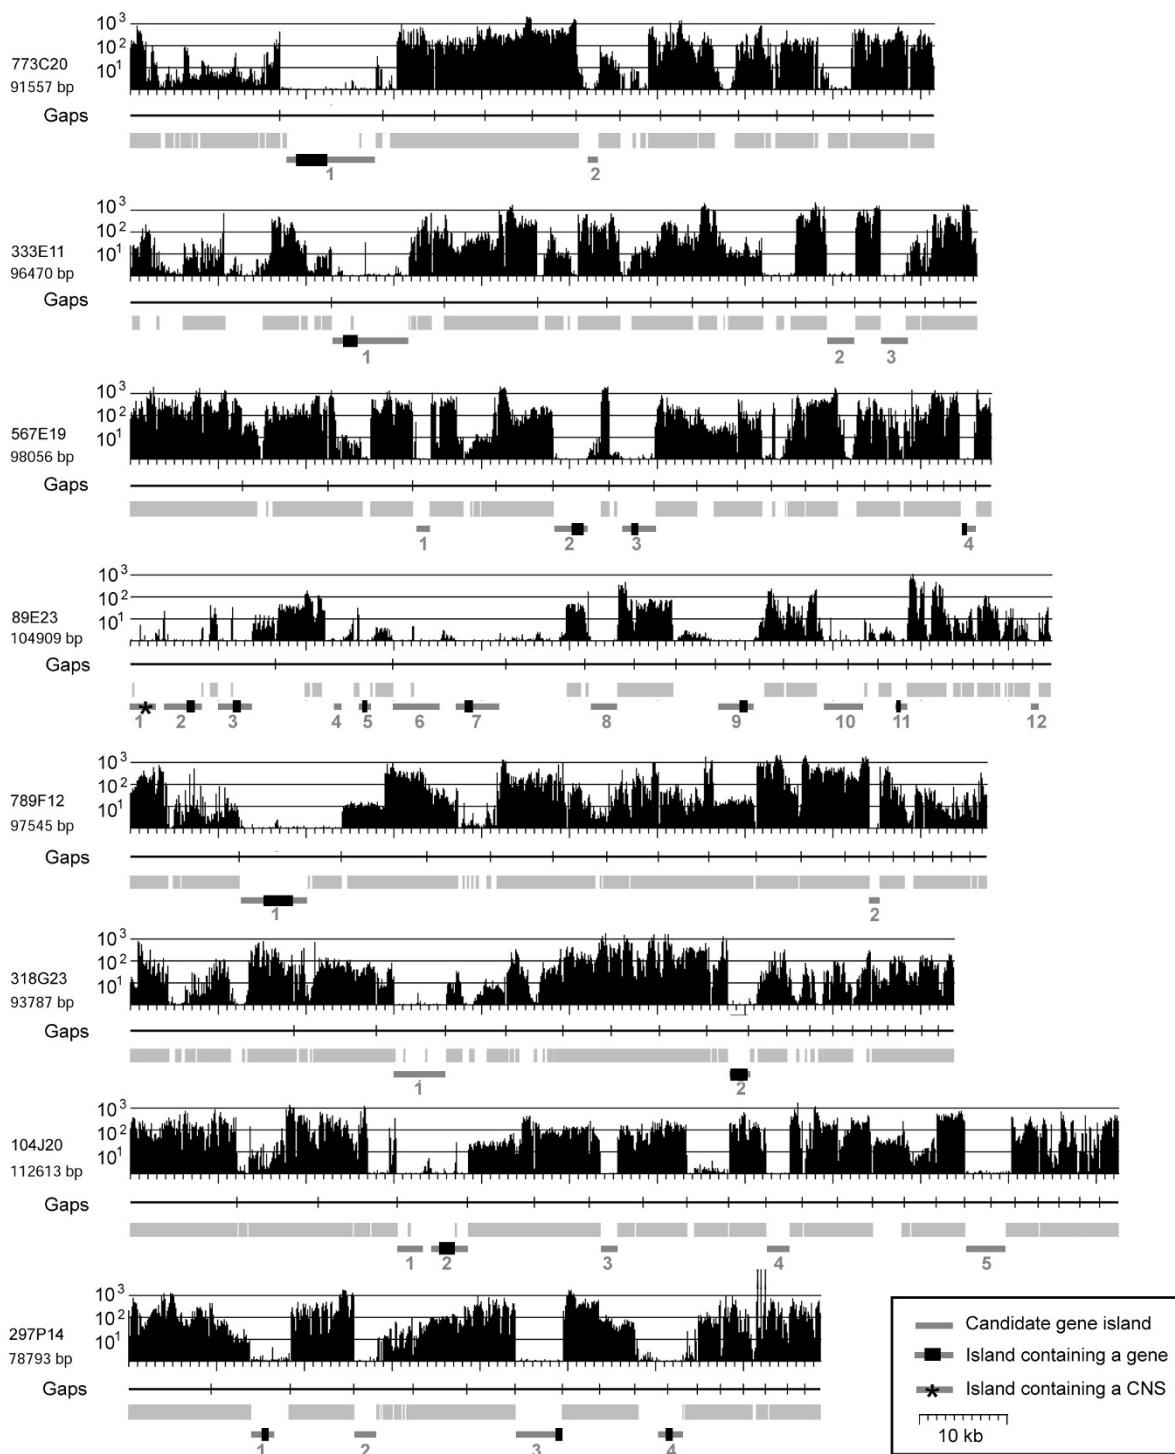 10³
10²
10¹
773C20
91557 bp
Gaps
1 2
10³
10²
10¹
333E11
96470 bp
Gaps
1 2 3
10³
10²
10¹
567E19
98056 bp
Gaps
1 2 3 4
10³
10²
10¹
89E23
104909 bp
Gaps
1 2 3 4 5 6 7 8 9 10 11 12
10³
10²
10¹
789F12
97545 bp
Gaps
1 2
10³
10²
10¹
318G23
93787 bp
Gaps
1 2
10³
10²
10¹
104J20
112613 bp
Gaps
1 2 3 4 5
10³
10²
10¹
297P14
78793 bp
Gaps
1 2 3 4
Candidate gene island
Island containing a gene
Island containing a CNS
10 kb